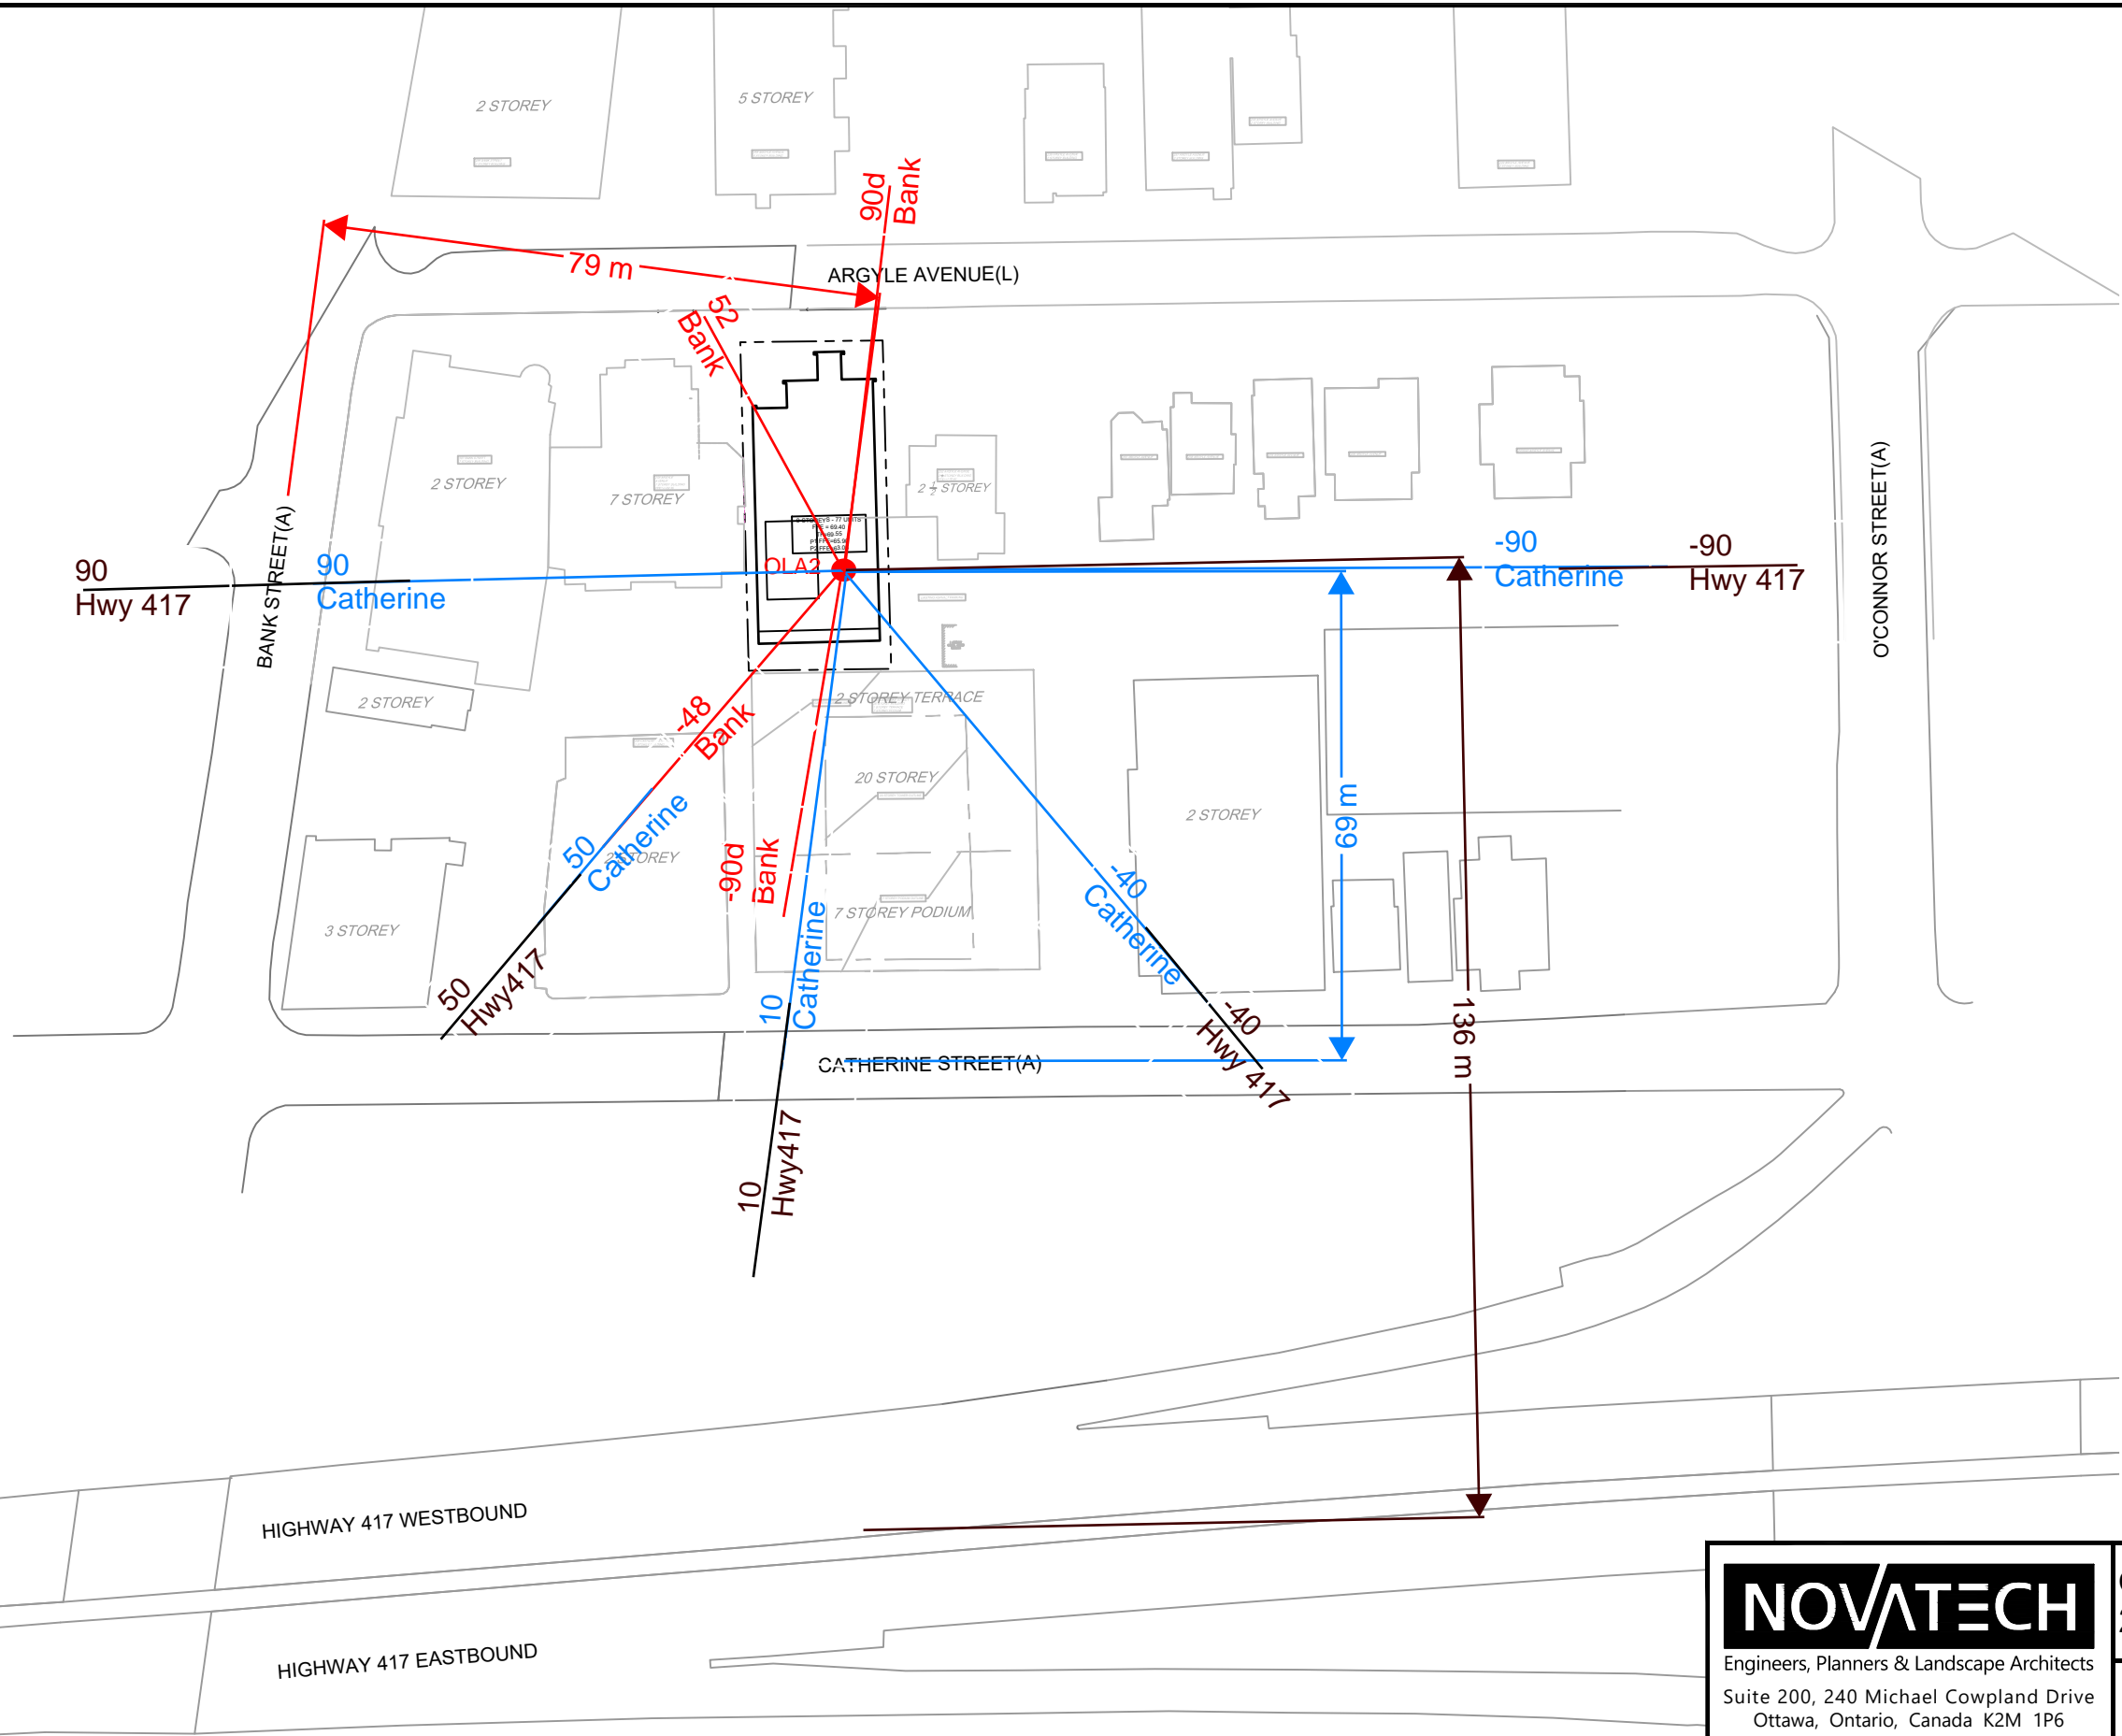 2 STOREY
5 STOREY
90d
Bank
79 m
ARGYLE AVENUE(L)
52
Bank
2 STOREY
7 STOREY
2 1/2 STOREY
O'CONNOR STREET(A)
BANK STREET(A)
OLA2
90
Hwy 417
90
Catherine
-90
Catherine
-90
Hwy 417
2 STOREY
2 STOREY TERRACE
-48
Bank
20 STOREY
69 m
2 STOREY
50
Catherine
2 STOREY
-90d
Bank
-40
Catherine
3 STOREY
7 STOREY PODIUM
50
Hwy417
10
Catherine
-40
Hwy 417
136 m
CATHERINE STREET(A)
10
Hwy417
HIGHWAY 417 WESTBOUND
HIGHWAY 417 EASTBOUND
NOVATECH
Engineers, Planners & Landscape Architects
Suite 200, 240 Michael Cowpland Drive
Ottawa, Ontario, Canada K2M 1P6